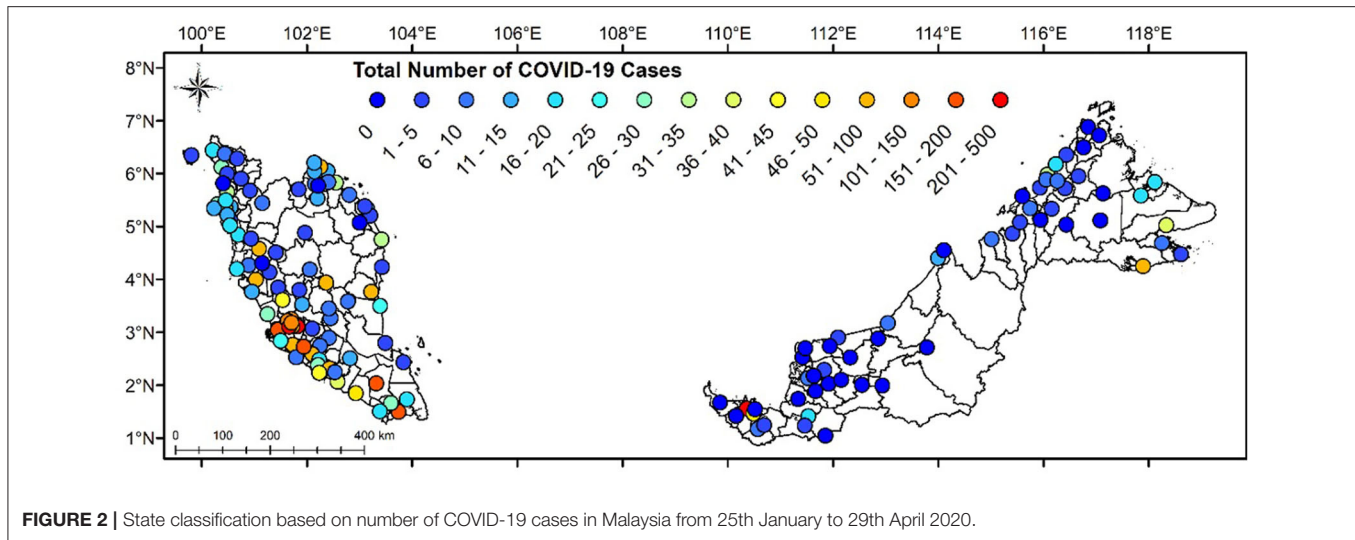 100°E 102°E 104°E 106°E 108°E 110°E 112°E 114°E 116°E 118°E
8°N
Total Number of COVID-19 Cases
7°N
0 1 - 5 6 - 10 11 - 15 16 - 20 21 - 25 26 - 30 31 - 35 36 - 40 41 - 45 46 - 50 51 - 100 101 - 150 151 - 200 201 - 500
6°N
5°N
4°N
3°N
2°N
1°N
0 100 200 400 km
FIGURE 2 | State classification based on number of COVID-19 cases in Malaysia from 25th January to 29th April 2020.